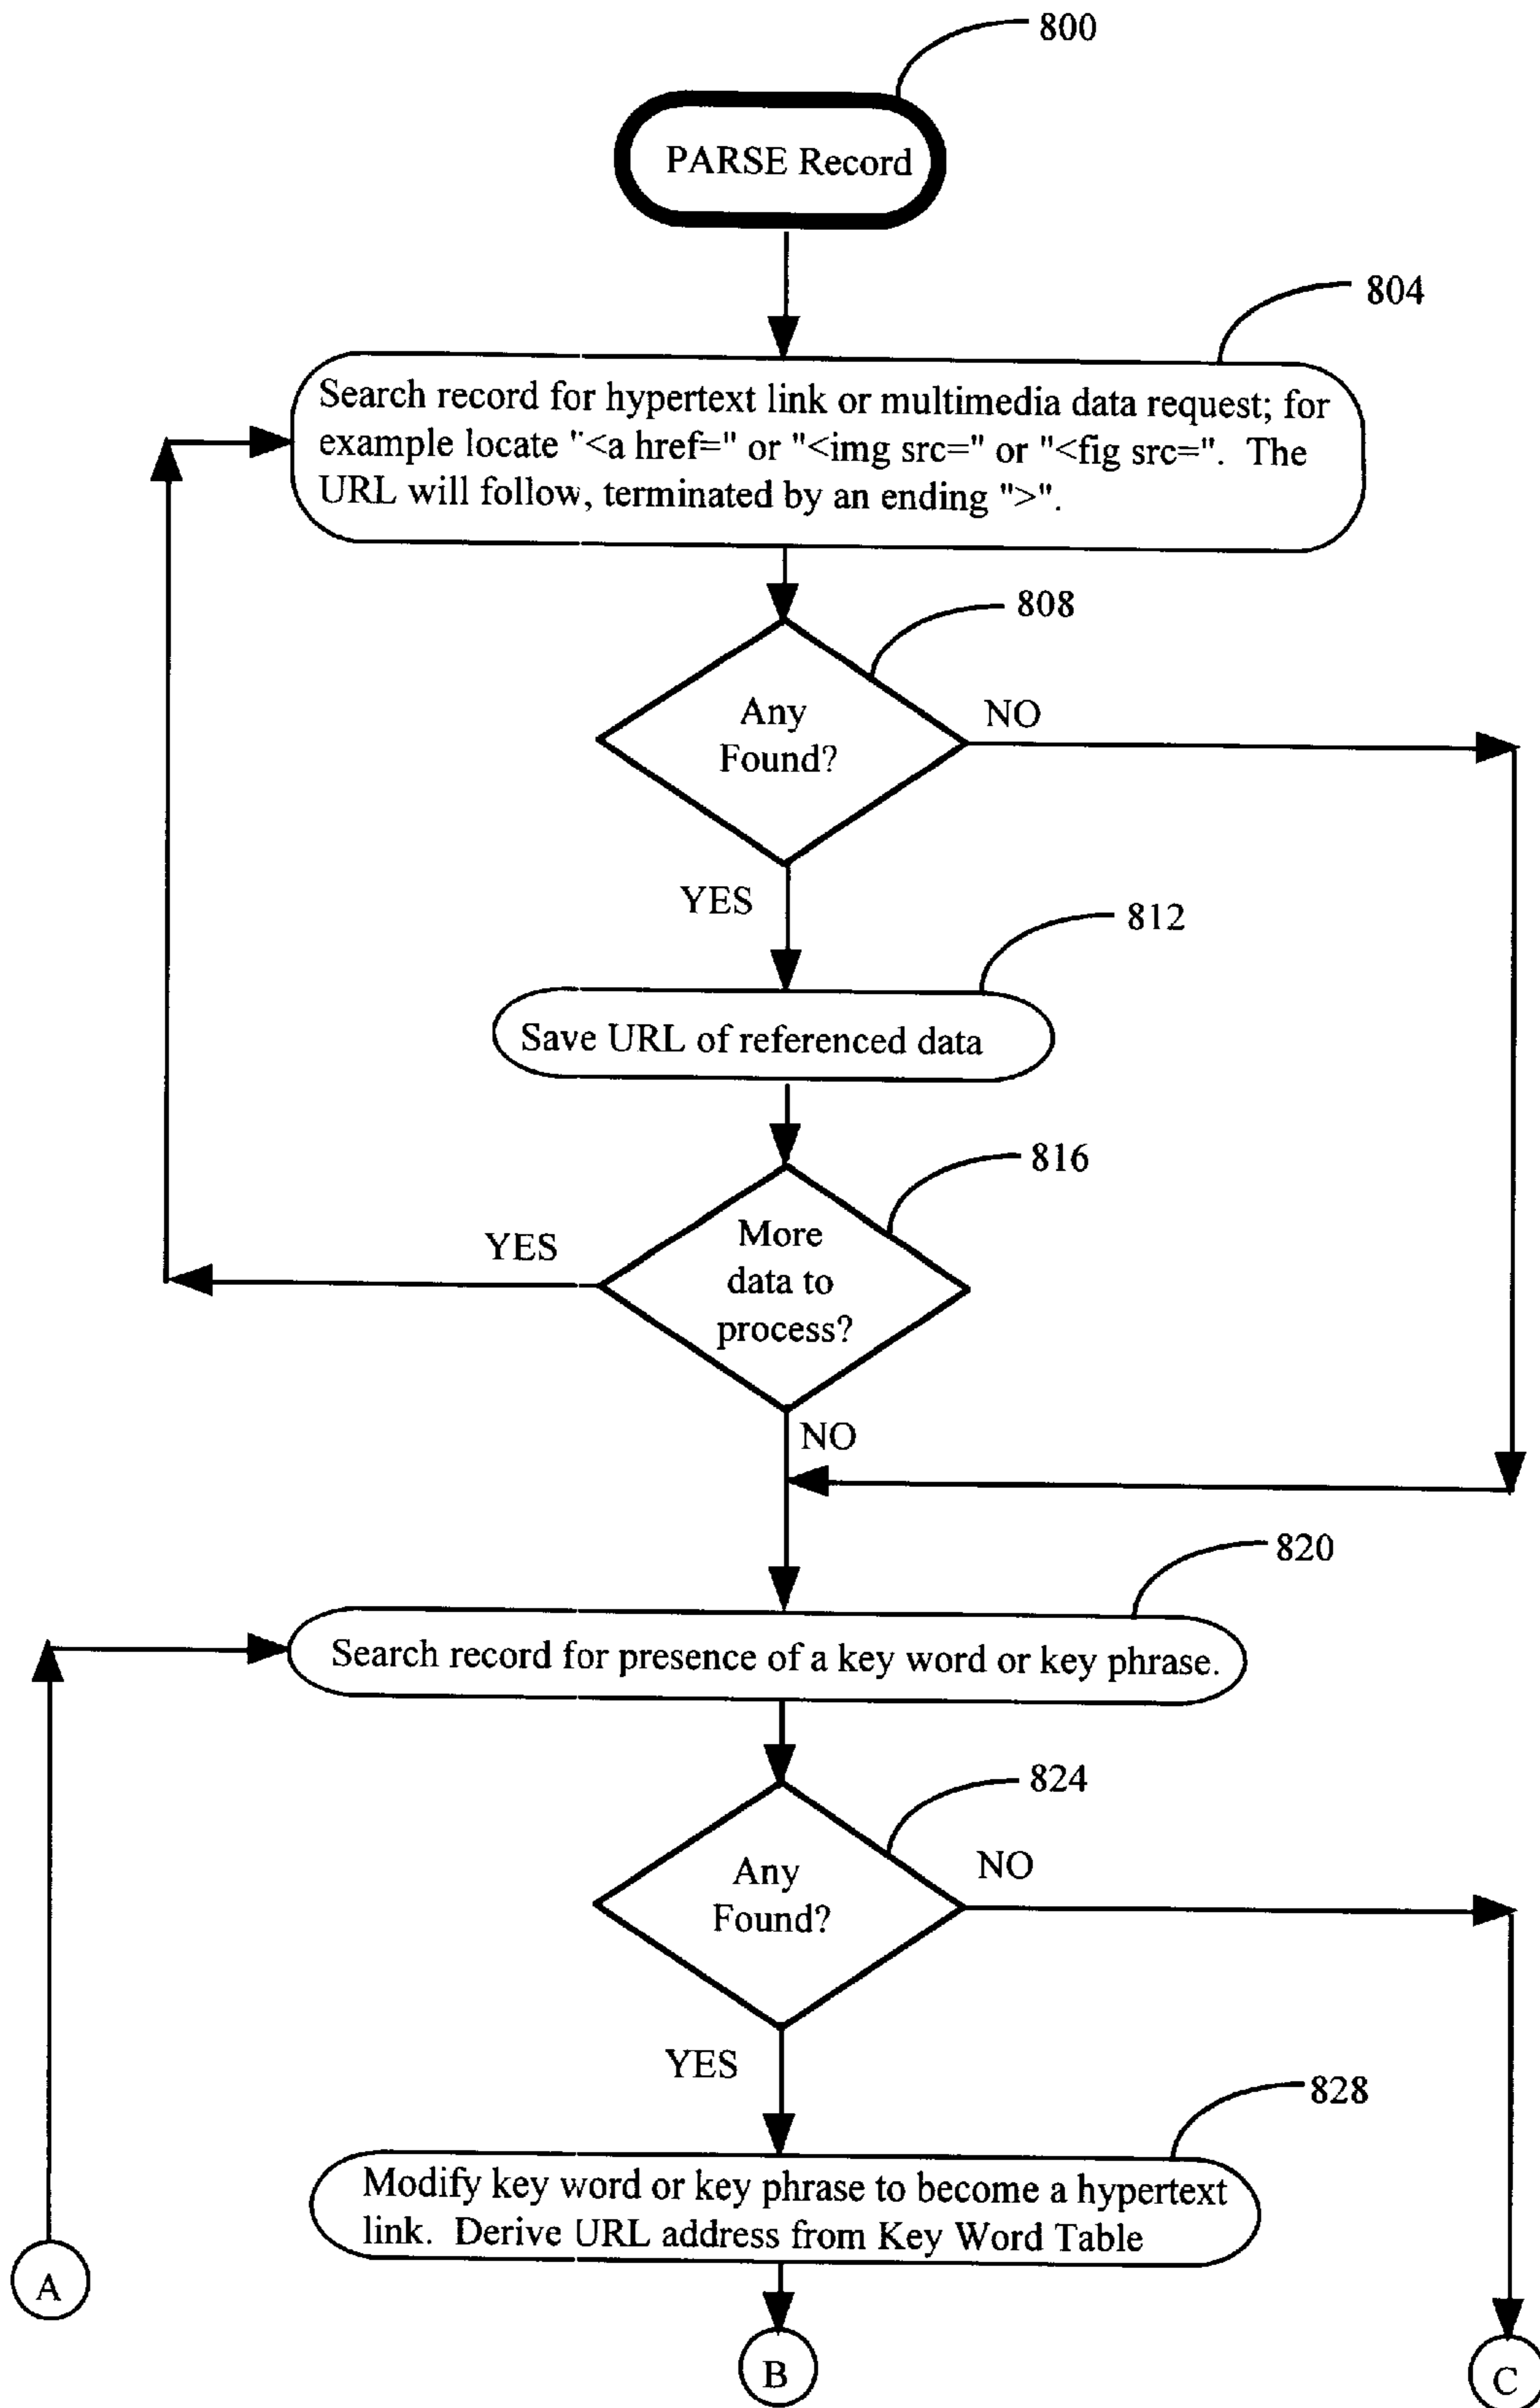 800
PARSE Record
804
Search record for hypertext link or multimedia data request; for
example locate "<a href=" or "<img src=" or "<fig src=". The
URL will follow, terminated by an ending ">".
808
Any
Found?
NO
YES
812
Save URL of referenced data
816
More
data to
process?
YES
NO
820
Search record for presence of a key word or key phrase.
824
Any
Found?
NO
YES
828
Modify key word or key phrase to become a hypertext
link. Derive URL address from Key Word Table
A
B
C